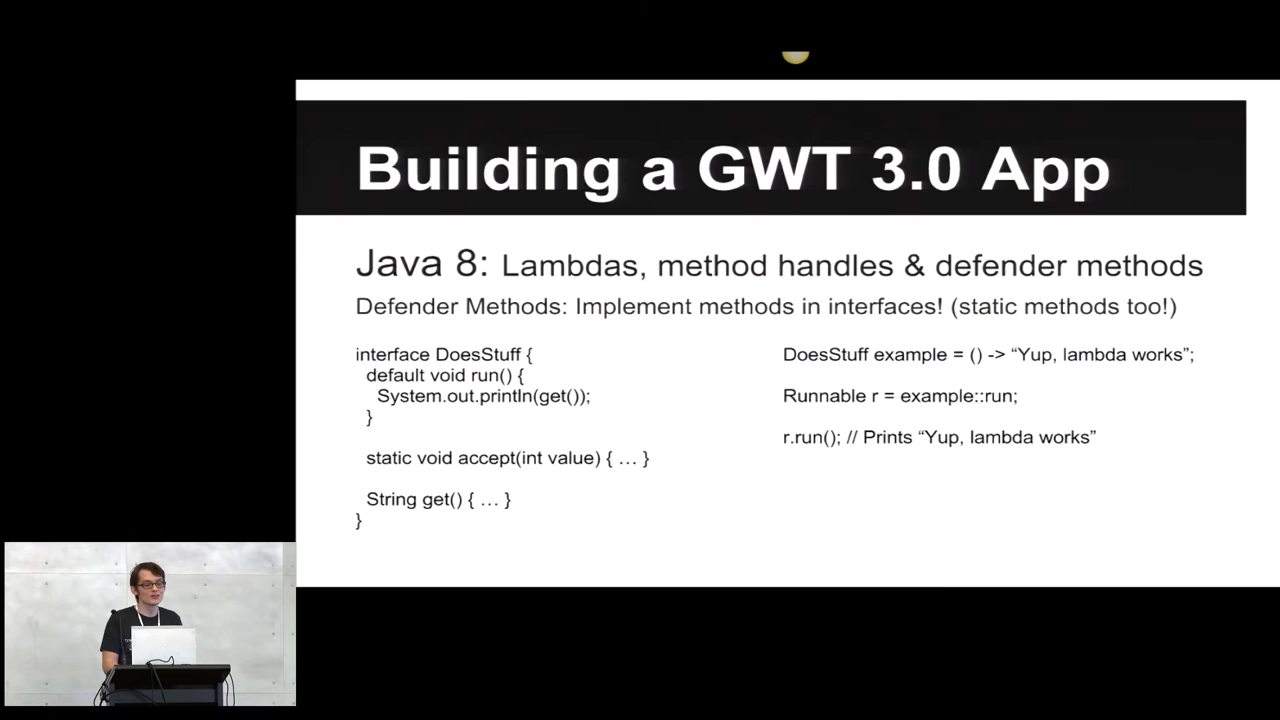 Building a GWT 3.0 App
Java 8: Lambdas, method handles & defender methods
Defender Methods: Implement methods in interfaces! (static methods too!)
interface DoesStuff {
default void run() {
System.out.println(get());
}
static void accept(int value) { … }
String get() { … }
}
DoesStuff example = () -> “Yup, lambda works”;
Runnable r = example::run;
r.run(); // Prints “Yup, lambda works”